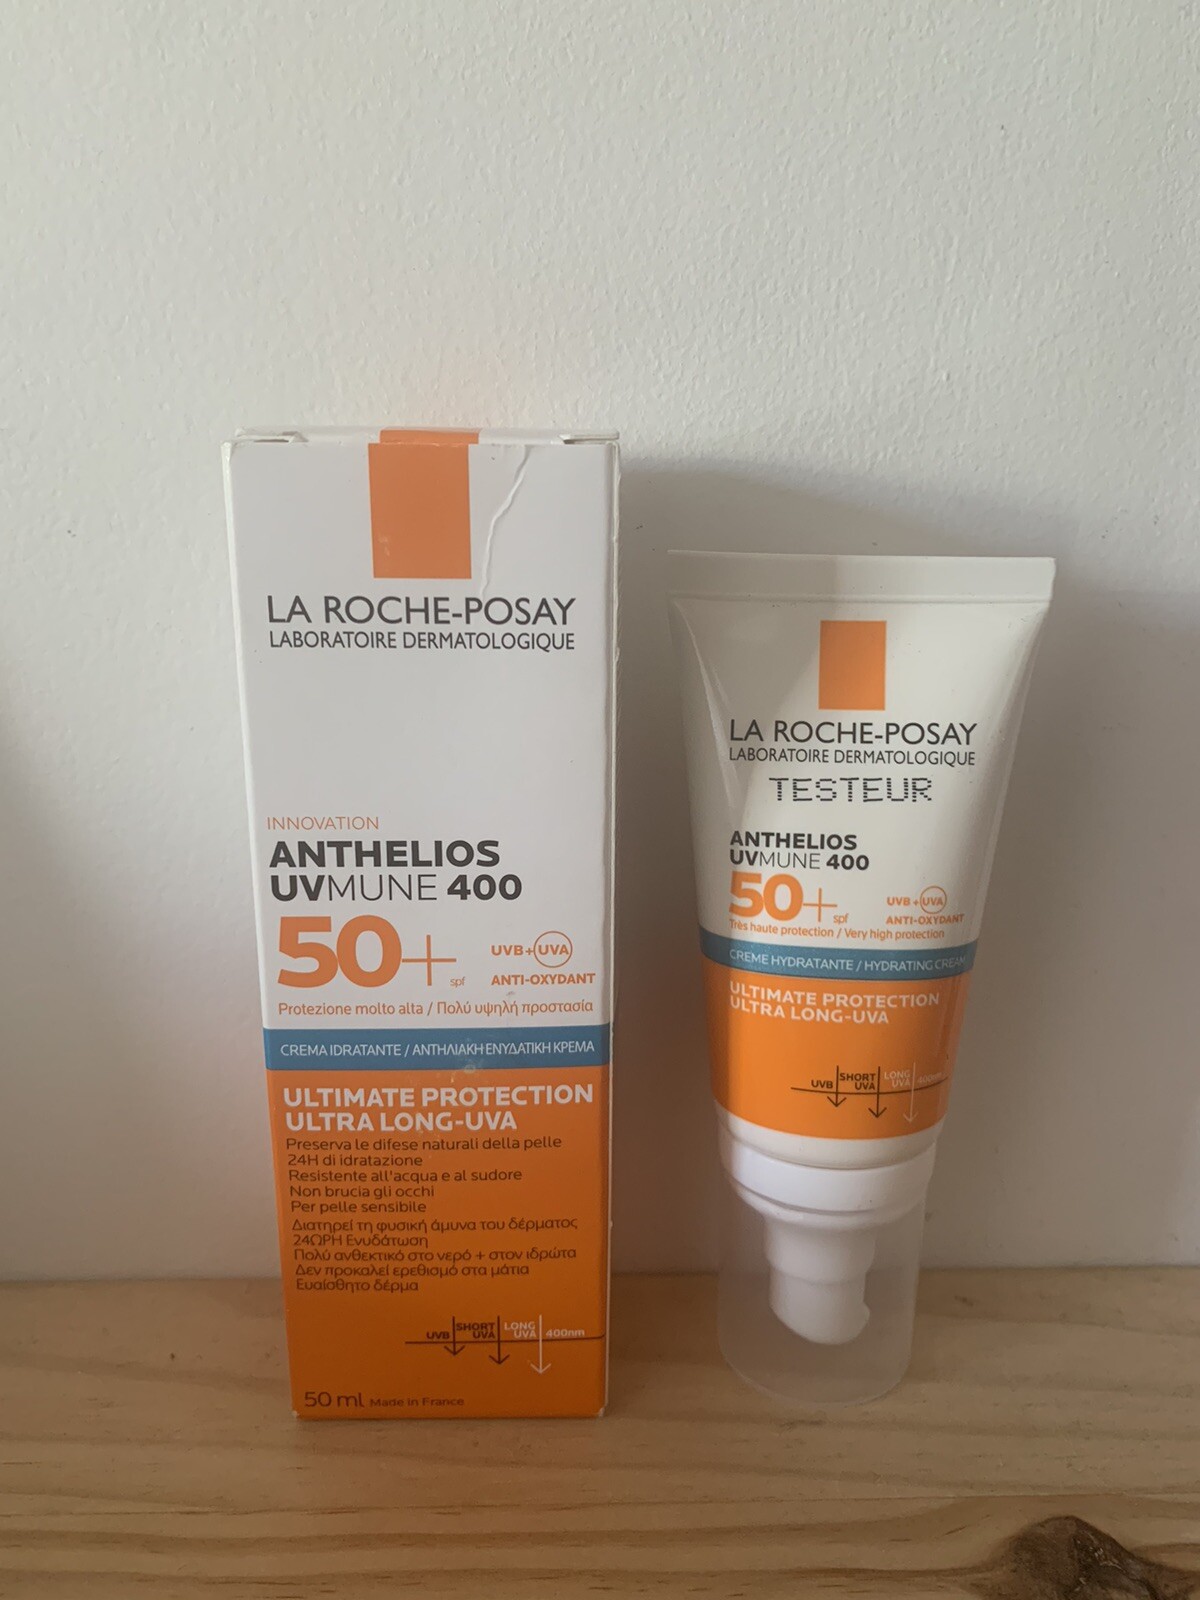 LA ROCHE-POSAY
LABORATOIRE DERMATOLOGIQUE
INNOVATION
ANTHELIOS
UVMUNE 400
50+ spf
UVB+UVA
ANTI-OXYDANT
Protezione molto alta / Πολύ υψηλή προστασία
CREMA IDRATANTE / ΑΝΤΗΛΙΑΚΗ ΕΝΥΔΑΤΙΚΗ ΚΡΕΜΑ
ULTIMATE PROTECTION
ULTRA LONG-UVA
Preserva le difese naturali della pelle
24H di idratazione
Resistente all'acqua e al sudore
Non brucia gli occhi
Per pelle sensibile
Διατηρεί τη φυσική άμυνα του δέρματος
24ΩΡΗ Ενυδάτωση
Πολύ ανθεκτικό στο νερό + στον ιδρώτα
Δεν προκαλεί ερεθισμό στα μάτια
Ευαίσθητο δέρμα
UVB SHORT UVA LONG UVA 400nm
50 ml Made in France
LA ROCHE-POSAY
LABORATOIRE DERMATOLOGIQUE
TESTEUR
ANTHELIOS
UVMUNE 400
50+ spf
UVB+UVA
ANTI-OXYDANT
Très haute protection / Very high protection
CREME HYDRATANTE / HYDRATING CREAM
ULTIMATE PROTECTION
ULTRA LONG-UVA
UVB SHORT UVA LONG UVA 400nm